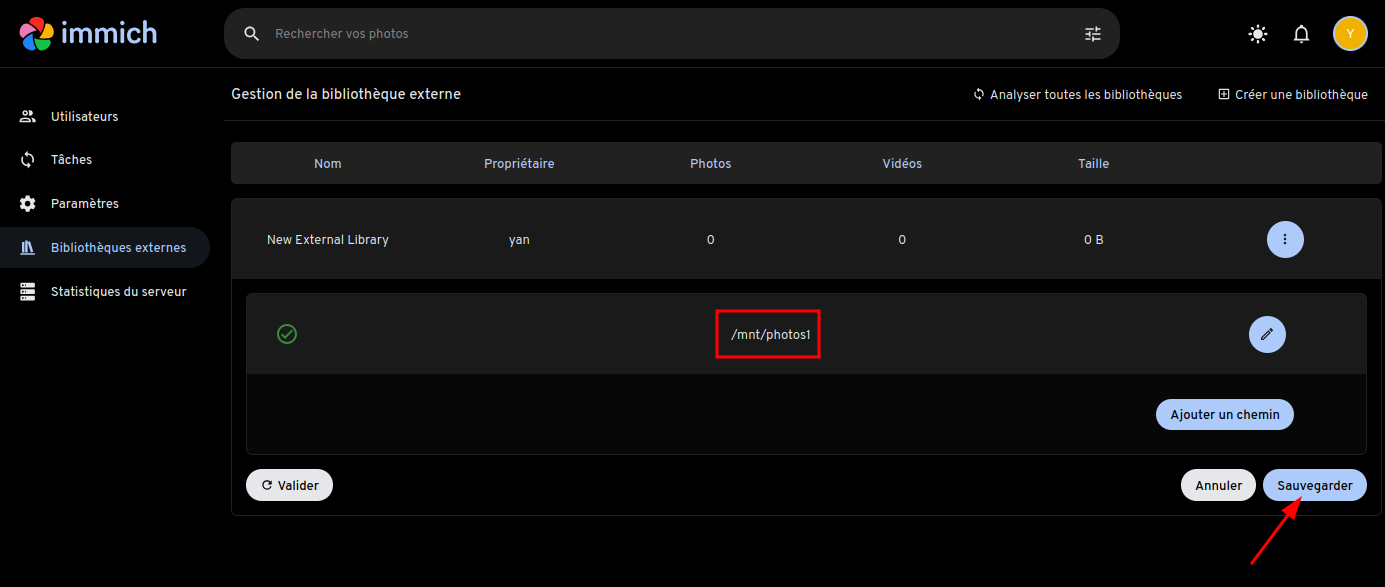 immich
Rechercher vos photos
Y
Gestion de la bibliothèque externe
Analyser toutes les bibliothèques
Créer une bibliothèque
Utilisateurs
Tâches
Paramètres
Bibliothèques externes
Statistiques du serveur
Nom Propriétaire Photos Vidéos Taille
New External Library yan 0 0 0 B
/mnt/photos1
Ajouter un chemin
Valider
Annuler
Sauvegarder